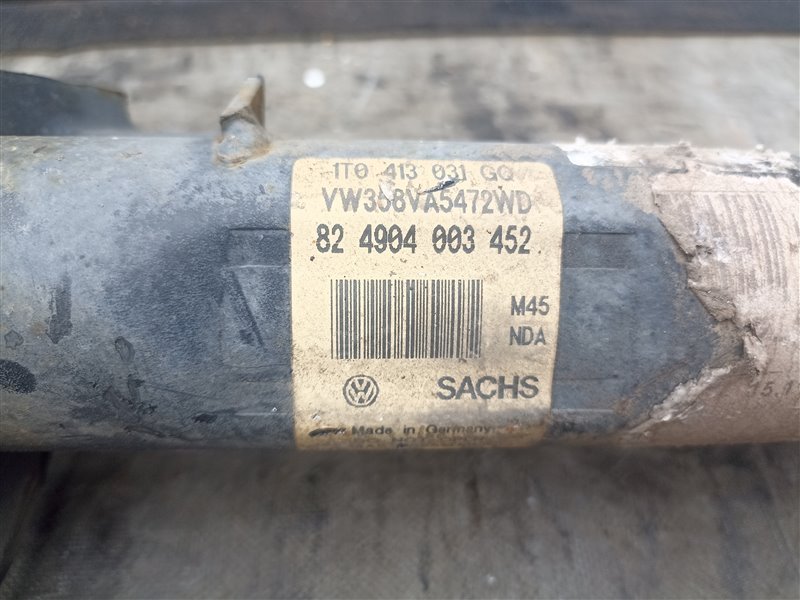 1T0 413 031 GQ
VW358VA5472WD
82 4904 003 452
M45
NDA
SACHS
Made in Germany